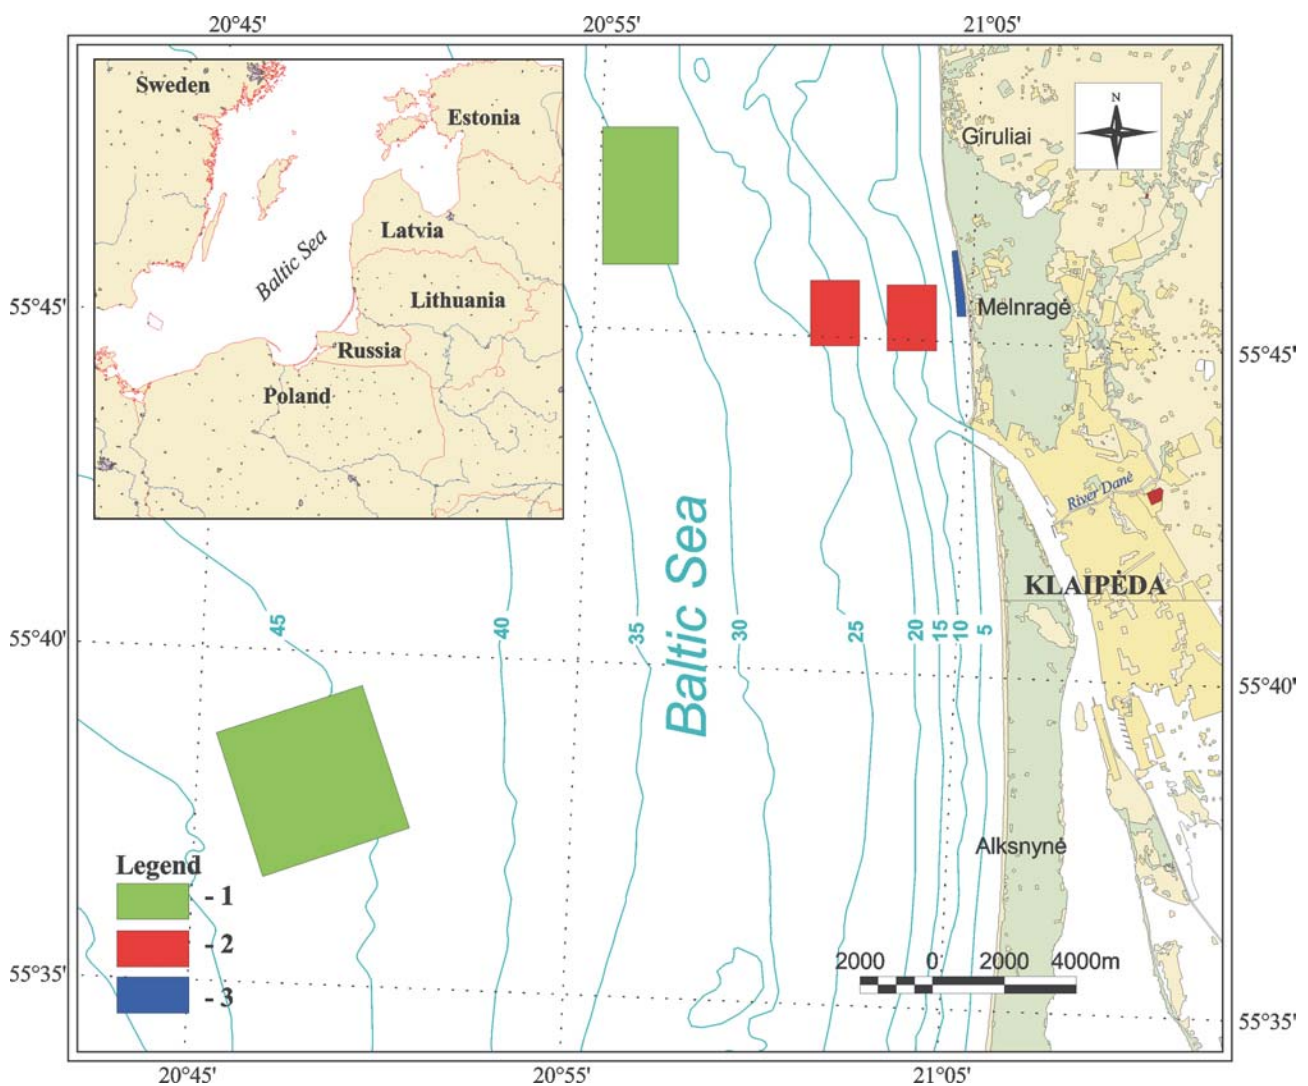 20°45'
20°55'
21°05'
Sweden
Estonia
Latvia
Baltic Sea
Lithuania
Russia
Poland
N
Giruliai
55°45'
Melnragė
55°45'
River Danė
KLAIPĖDA
Baltic Sea
45
40
35
30
25
20
15
10
5
55°40'
55°40'
Alksnynė
Legend
- 1
- 2
- 3
2000 0 2000 4000m
55°35'
55°35'
20°45'
20°55'
21°05'